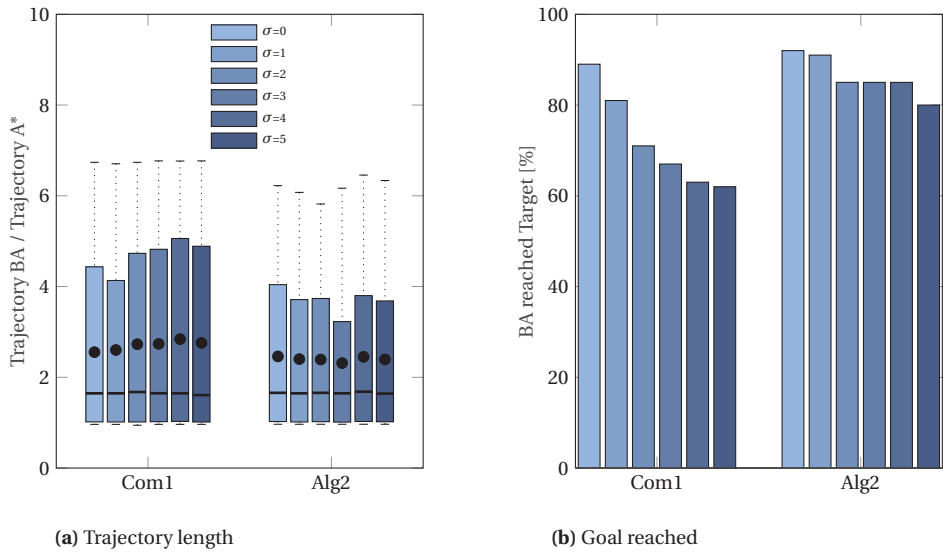 10
8
6
4
2
0
Trajectory BA / Trajectory A*
σ=0
σ=1
σ=2
σ=3
σ=4
σ=5
Com1
Alg2
(a) Trajectory length
100
80
60
40
20
0
BA reached Target [%]
Com1
Alg2
(b) Goal reached